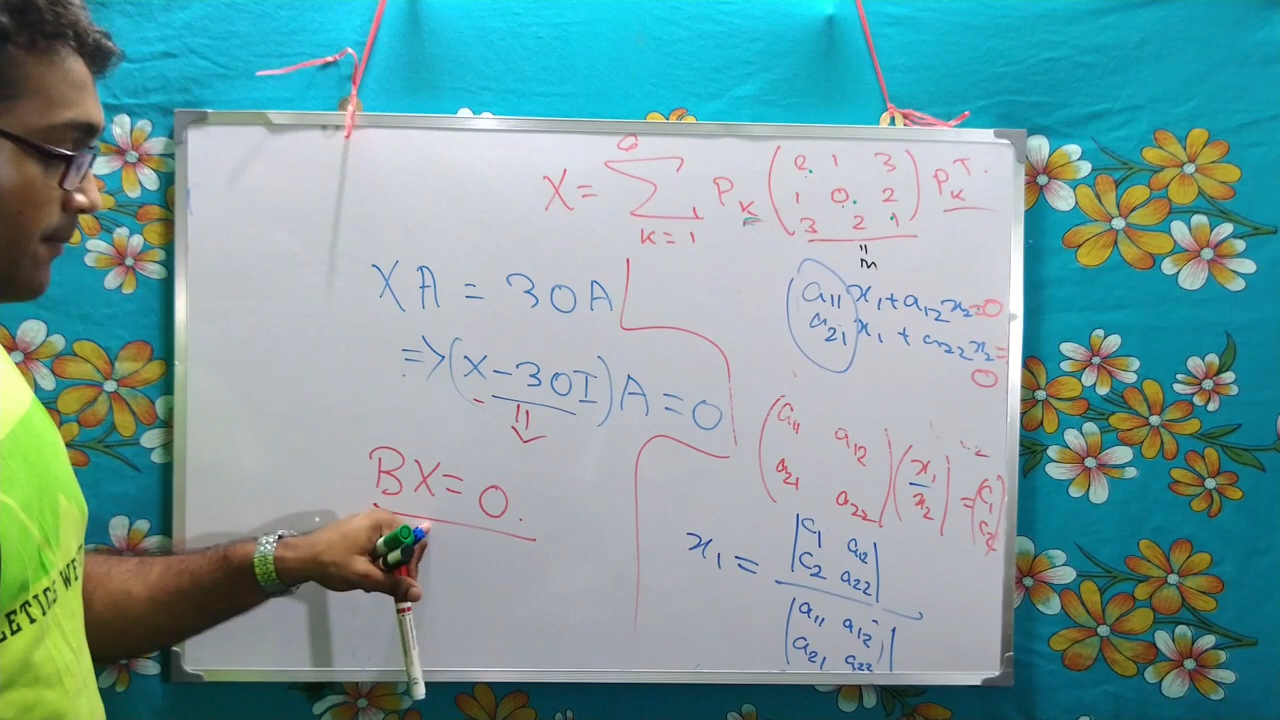 X = 6 Σ K = 1 P_K ( 2 1 3 ) P_K^T.
1 0 2
3 2 1
= m
XA = 30A
=> (X - 30I) A = 0
BX = 0.
a11 x1 + a12 x2 = 0
a21 x1 + a22 x2 = 0
( a11 a12 ) ( x1 ) = ( c1 )
a21 a22 x2 c2
x1 = | c1 a12 |
| c2 a22 |
| a11 a12 |
| a21 a22 |